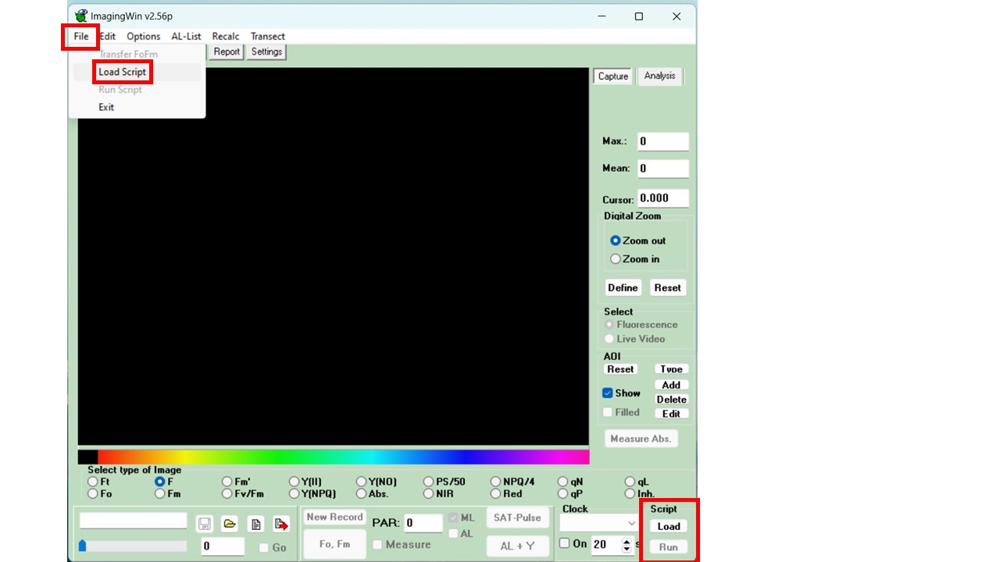 ImagingWin v2.56p
File Edit Options AL-List Recalc Transect
Transfer FoFm
Report Settings
Load Script
Run Script
Exit
Capture Analysis
Max.: 0
Mean: 0
Cursor: 0.000
Digital Zoom
Zoom out
Zoom in
Define Reset
Select
Fluorescence
Live Video
AOI
Reset Type
Add
Show
Delete
Filled Edit
Measure Abs.
Select type of Image
Ft F Fm' Y(II) Y(NO) PS/50 NPQ/4 qN qL
Fo Fm Fv/Fm Y(NPQ) Abs. NIR Red qP Inh.
Clock Script
New Record PAR: 0 ML SAT-Pulse Load
AL
0 Go Fo, Fm Measure AL + Y On 20 s Run